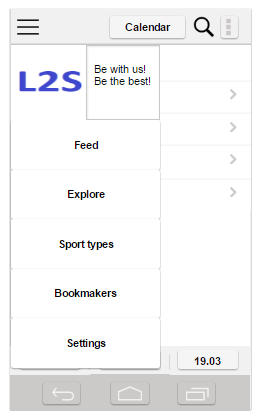 Calendar
L2S
Be with us!
Be the best!
Feed
Explore
Sport types
Bookmakers
Settings
19.03